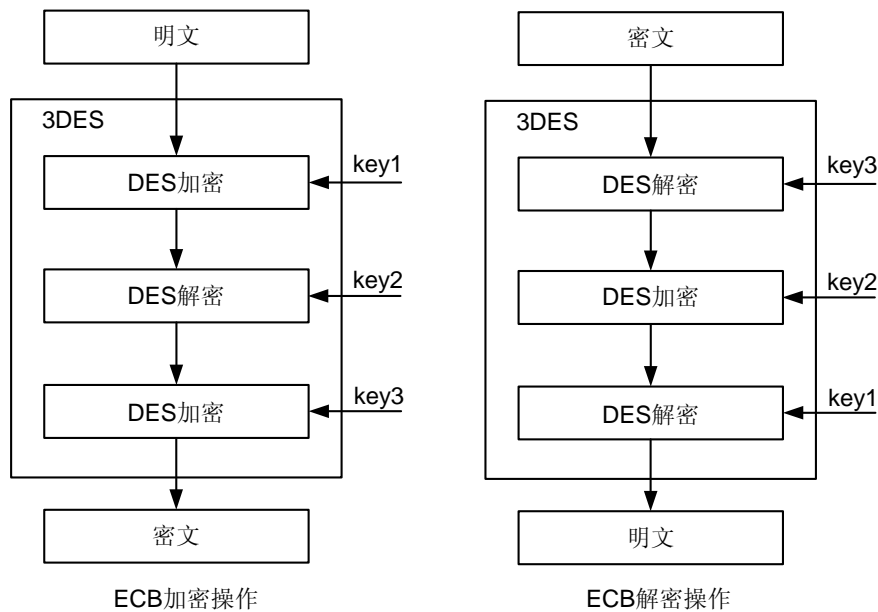 明文
3DES
DES加密
key1
DES解密
key2
DES加密
key3
密文
ECB加密操作
密文
3DES
DES解密
key3
DES加密
key2
DES解密
key1
明文
ECB解密操作